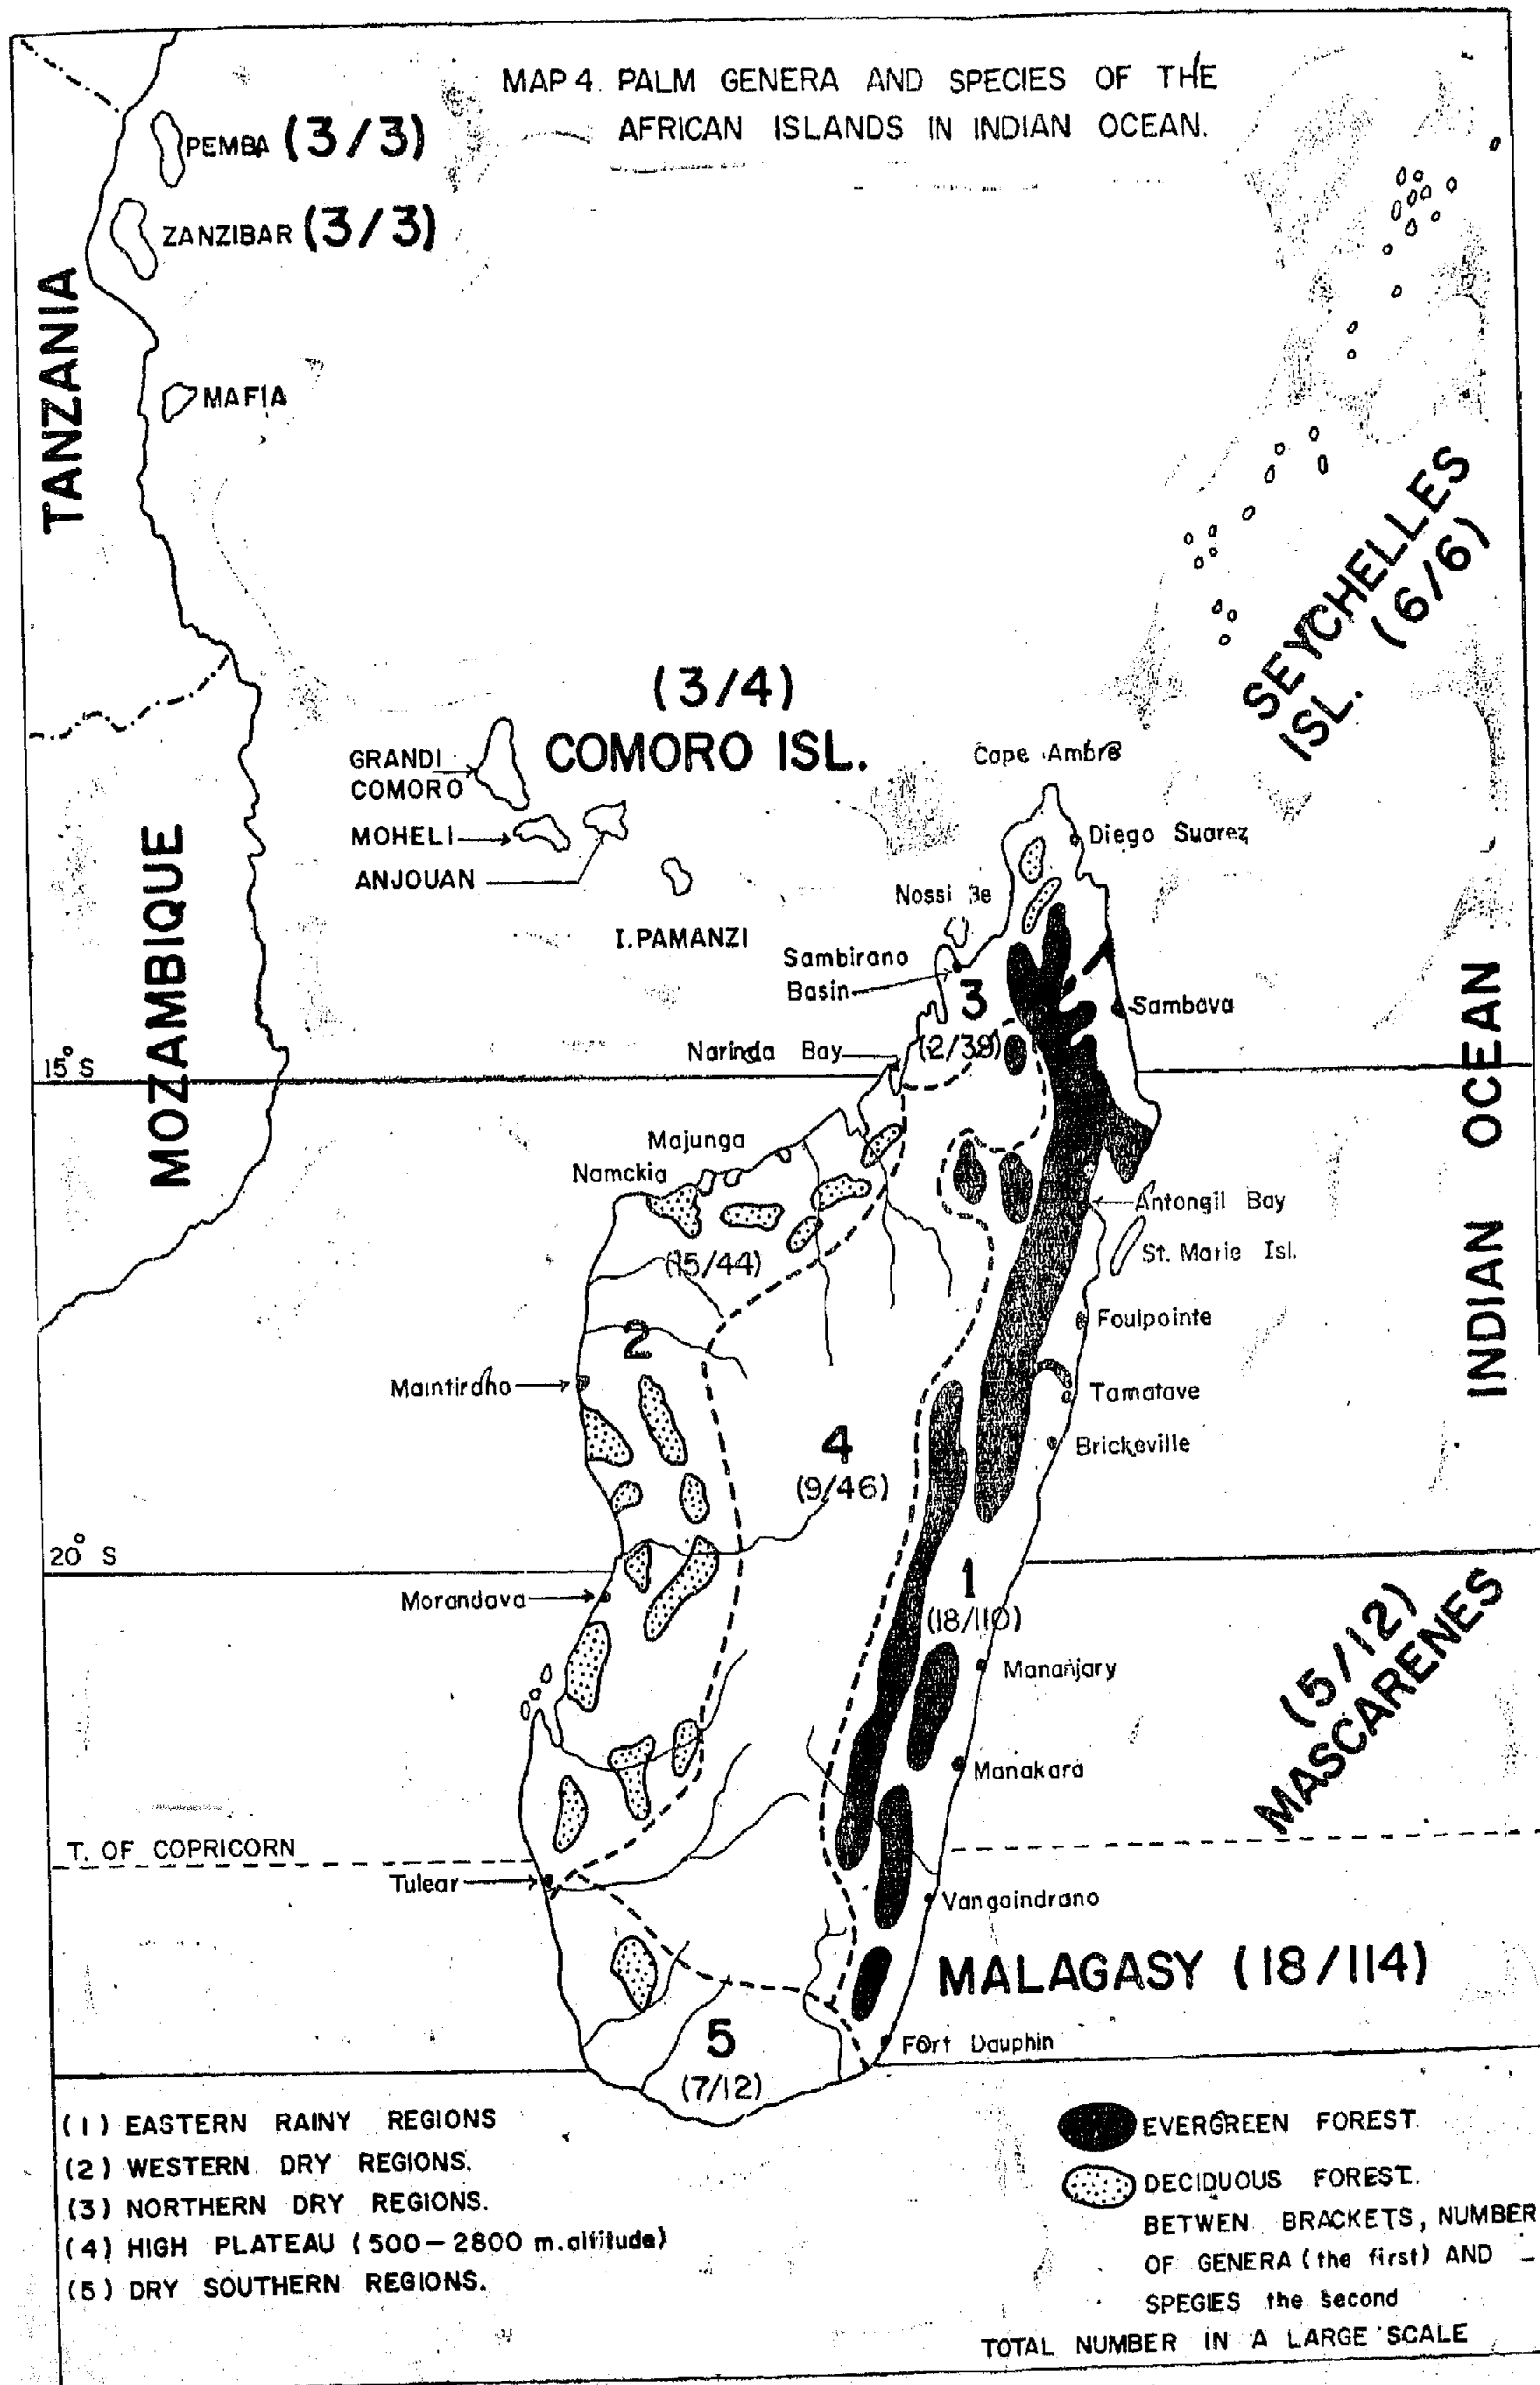 MAP 4. PALM GENERA AND SPECIES OF THE
AFRICAN ISLANDS IN INDIAN OCEAN.
PEMBA (3/3)
ZANZIBAR (3/3)
TANZANIA
MAFIA
SEYCHELLES
ISL. (6/6)
(3/4)
COMORO ISL.
GRANDI
COMORO
MOHELI
ANJOUAN
I. PAMANZI
MOZAMBIQUE
Cape Ambre
Diego Suarez
Nossi Be
Sambirano
Basin
3
(12/39)
Sambava
Narinda Bay
15° S
INDIAN OCEAN
Majunga
Namckia
(15/44)
2
Antongil Bay
St. Marie Isl.
Foulpointe
Maintirdho
Tamatave
4
(9/46)
Brickeville
20° S
1
(18/110)
Morandava
Mananjary
(5/12)
MASCARENES
Manakara
T. OF COPRICORN
Tulear
Vangaindrano
MALAGASY (18/114)
5
(7/12)
Fort Dauphin
(1) EASTERN RAINY REGIONS
(2) WESTERN DRY REGIONS.
(3) NORTHERN DRY REGIONS.
(4) HIGH PLATEAU (500-2800 m. altitude)
(5) DRY SOUTHERN REGIONS.
EVERGREEN FOREST
DECIDUOUS FOREST.
BETWEN BRACKETS, NUMBER
OF GENERA (the first) AND
SPEGIES the second
TOTAL NUMBER IN A LARGE SCALE